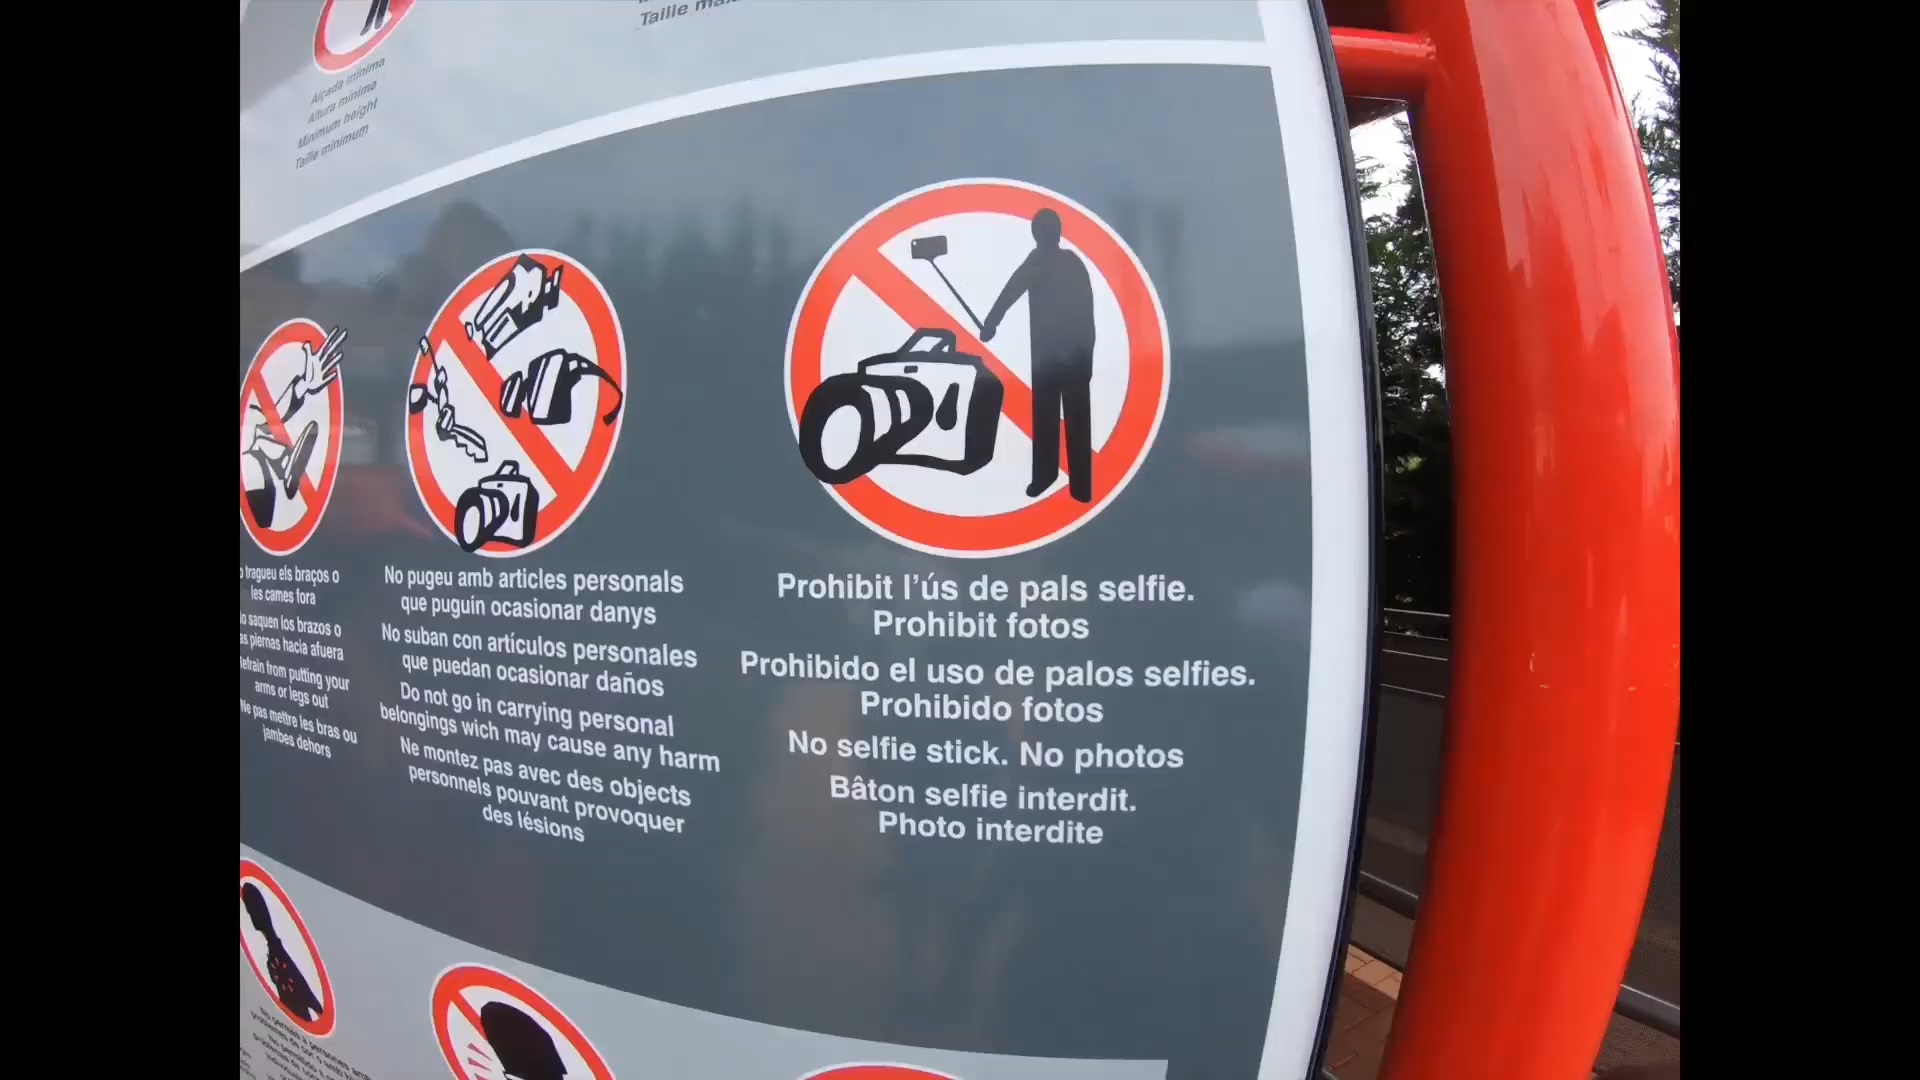 Taille
Alçada mínima
Altura mínima
Minimum height
Taille minimum
tragueu els braços o
les cames fora
saquen los brazos o
piernas hacia afuera
from putting your
arms or legs out
Ne pas mettre les bras ou
jambes dehors
No pugeu amb articles personals
que puguin ocasionar danys
No suban con artículos personales
que puedan ocasionar daños
Do not go in carrying personal
belongings wich may cause any harm
Ne montez pas avec des objects
personnels pouvant provoquer
des lésions
Prohibit l'ús de pals selfie.
Prohibit fotos
Prohibido el uso de palos selfies.
Prohibido fotos
No selfie stick. No photos
Bâton selfie interdit.
Photo interdite